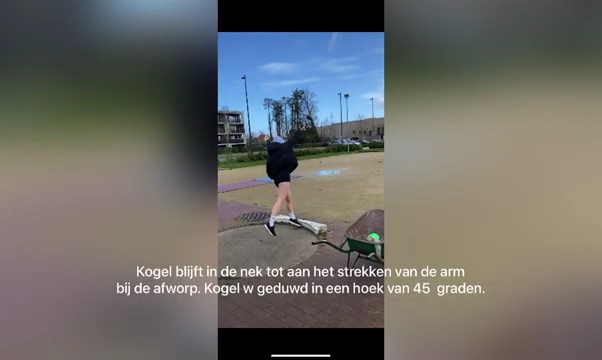 Kogel blijft in de nek tot aan het strekken van de arm
bij de afworp. Kogel w geduwd in een hoek van 45 graden.